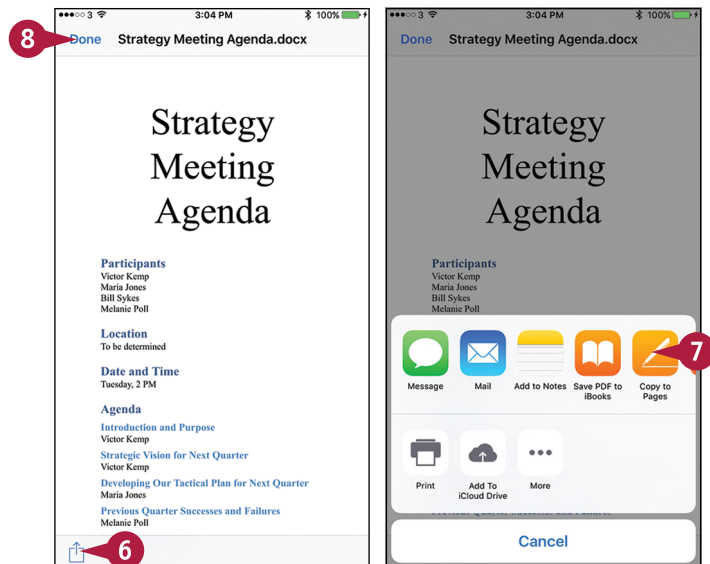 3 3:04 PM 100%
8
Done Strategy Meeting Agenda.docx
Strategy
Meeting
Agenda
Participants
Victor Kemp
Maria Jones
Bill Sykes
Melanie Poll
Location
To be determined
Date and Time
Tuesday, 2 PM
Agenda
Introduction and Purpose
Victor Kemp
Strategic Vision for Next Quarter
Victor Kemp
Developing Our Tactical Plan for Next Quarter
Maria Jones
Previous Quarter Successes and Failures
Melanie Poll
6
3 3:04 PM 100%
Done Strategy Meeting Agenda.docx
Strategy
Meeting
Agenda
Participants
Victor Kemp
Maria Jones
Bill Sykes
Melanie Poll
7
Message Mail Add to Notes Save PDF to Copy to
iBooks Pages
Print Add To More
iCloud Drive
Cancel